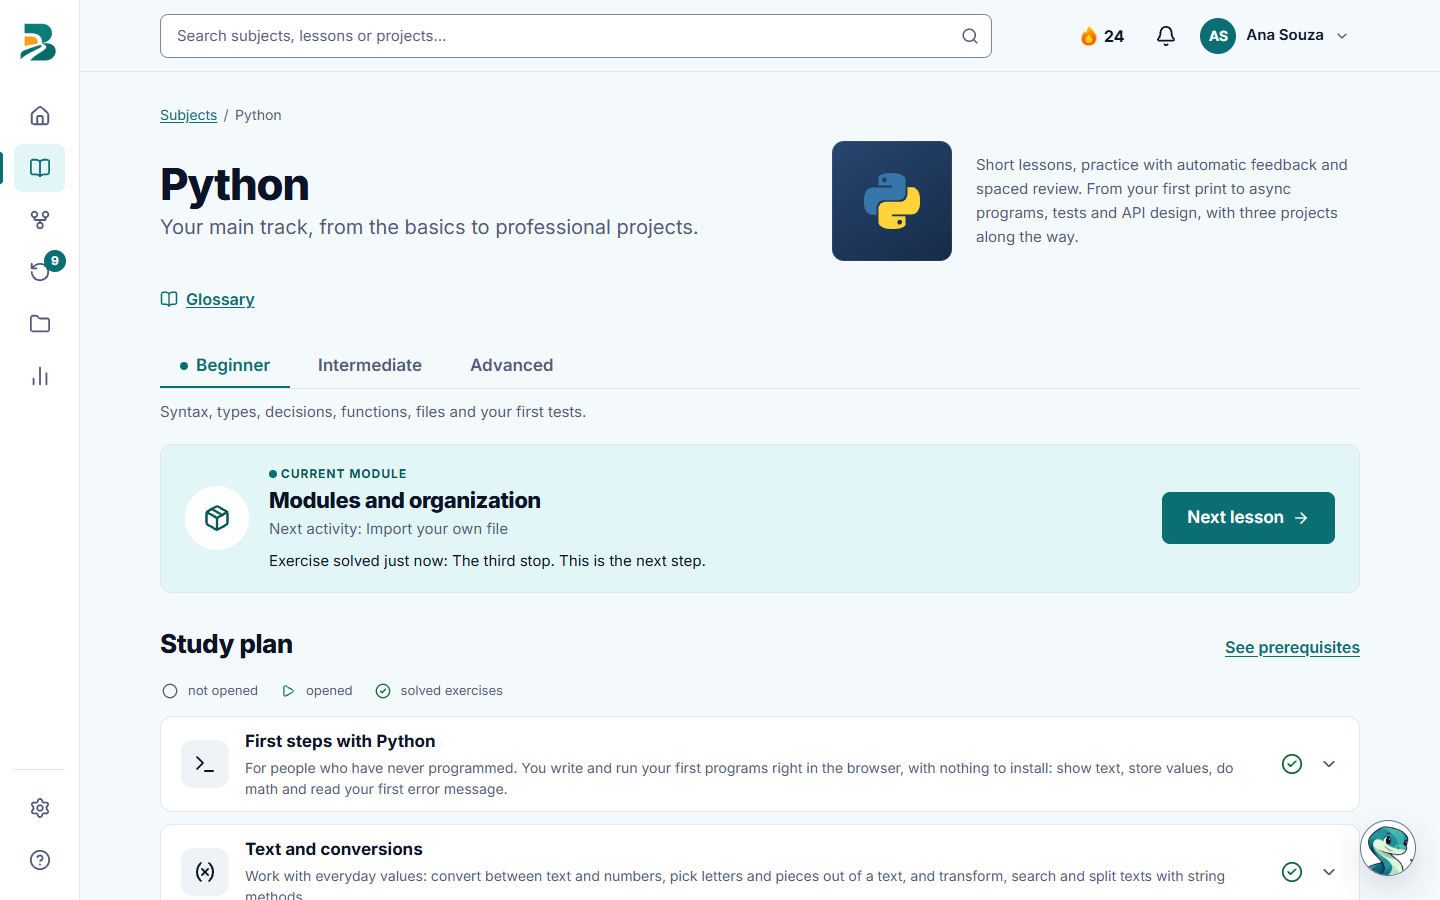 Search subjects, lessons or projects...
24
AS
Ana Souza
9
Subjects / Python
Python
Your main track, from the basics to professional projects.
Short lessons, practice with automatic feedback and
spaced review. From your first print to async
programs, tests and API design, with three projects
along the way.
Glossary
Beginner
Intermediate
Advanced
Syntax, types, decisions, functions, files and your first tests.
CURRENT MODULE
Modules and organization
Next activity: Import your own file
Exercise solved just now: The third stop. This is the next step.
Next lesson
Study plan
See prerequisites
not opened
opened
solved exercises
First steps with Python
For people who have never programmed. You write and run your first programs right in the browser, with nothing to install: show text, store values, do
math and read your first error message.
Text and conversions
Work with everyday values: convert between text and numbers, pick letters and pieces out of a text, and transform, search and split texts with string
methods.